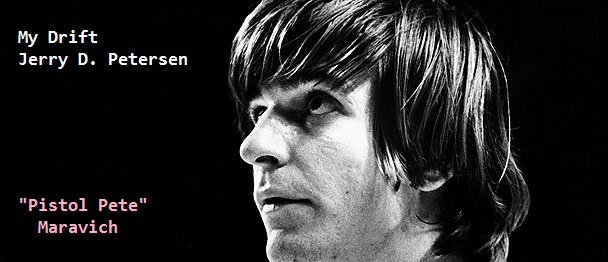 My Drift
Jerry D. Petersen
"Pistol Pete"
Maravich